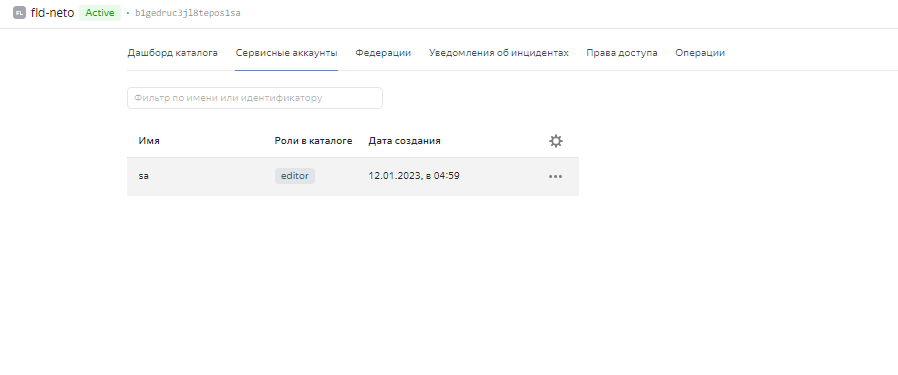 FL fld-neto Active • b1gedruc3jl8tepos1sa
Дашборд каталога Сервисные аккаунты Федерации Уведомления об инцидентах Права доступа Операции
Фильтр по имени или идентификатору
Имя Роли в каталоге Дата создания
sa editor 12.01.2023, в 04:59